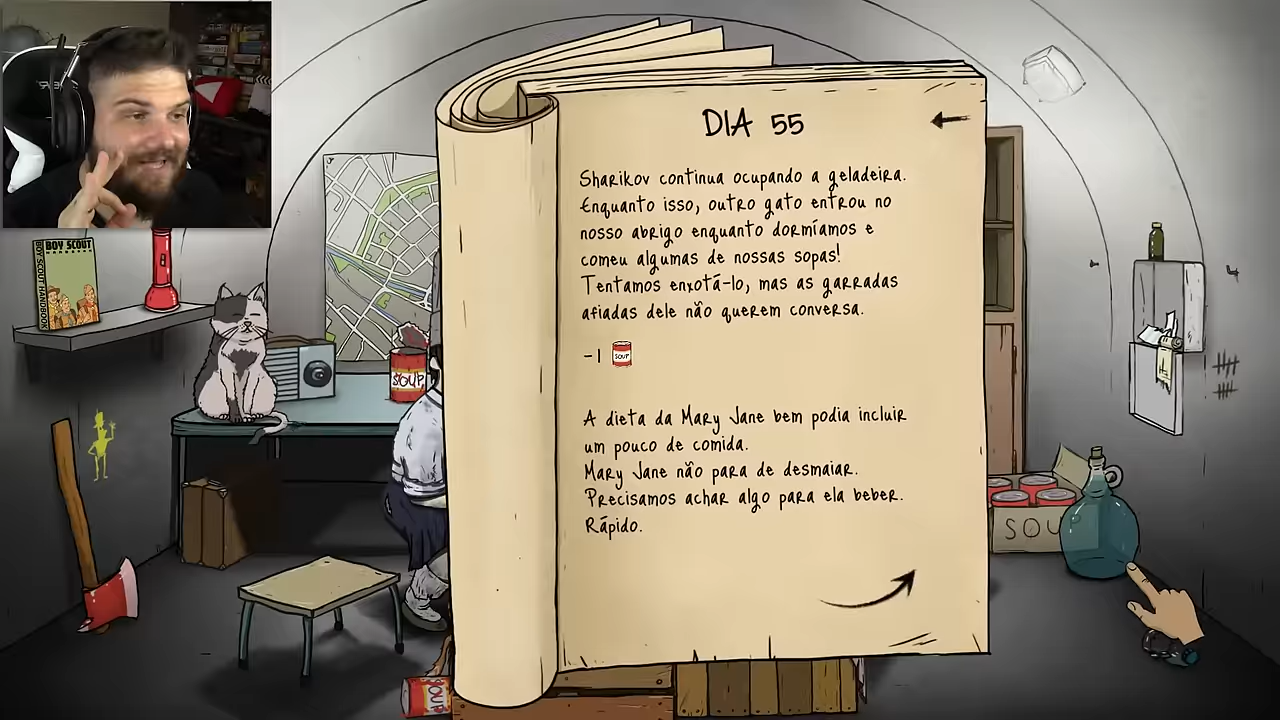 DIA 55
Sharikov continua ocupando a geladeira.
Enquanto isso, outro gato entrou no
nosso abrigo enquanto dormíamos e
comeu algumas de nossas sopas!
Tentamos enxotá-lo, mas as garradas
afiadas dele não querem conversa.
-1 SOUP
A dieta da Mary Jane bem podia incluir
um pouco de comida.
Mary Jane não para de desmaiar.
Precisamos achar algo para ela beber.
Rápido.
BOY SCOUT
BOY SCOUT HANDBOOK
SOUP
SOUP
SOUP